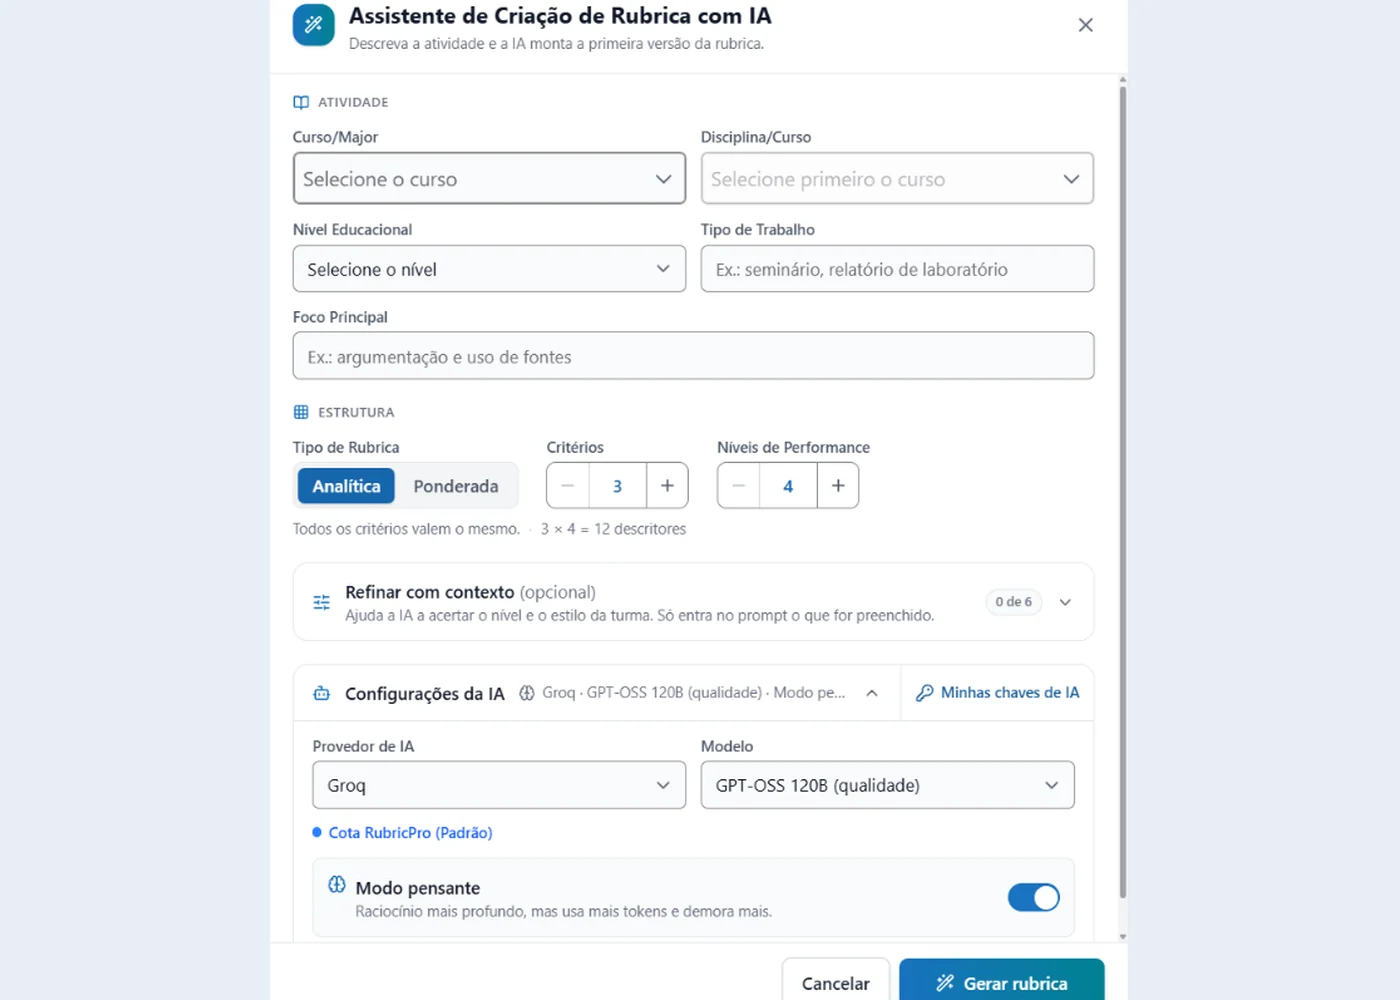 Assistente de Criação de Rubrica com IA
Descreva a atividade e a IA monta a primeira versão da rubrica.
ATIVIDADE
Curso/Major
Disciplina/Curso
Selecione o curso
Selecione primeiro o curso
Nível Educacional
Tipo de Trabalho
Selecione o nível
Ex.: seminário, relatório de laboratório
Foco Principal
Ex.: argumentação e uso de fontes
ESTRUTURA
Tipo de Rubrica
Critérios
Níveis de Performance
Analítica
Ponderada
− 3 +
− 4 +
Todos os critérios valem o mesmo. · 3 × 4 = 12 descritores
Refinar com contexto (opcional)
Ajuda a IA a acertar o nível e o estilo da turma. Só entra no prompt o que for preenchido.
0 de 6
Configurações da IA
Groq · GPT-OSS 120B (qualidade) · Modo pe...
Minhas chaves de IA
Provedor de IA
Modelo
Groq
GPT-OSS 120B (qualidade)
Cota RubricPro (Padrão)
Modo pensante
Raciocínio mais profundo, mas usa mais tokens e demora mais.
Cancelar
Gerar rubrica